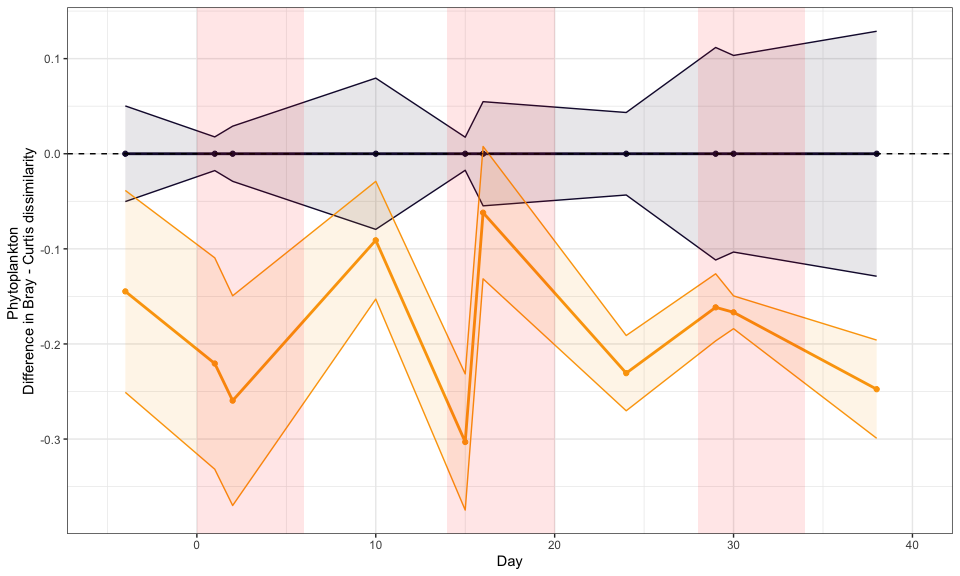 Phytoplankton
Difference in Bray - Curtis dissimilarity
0.1
0.0
-0.1
-0.2
-0.3
0 10 20 30 40
Day